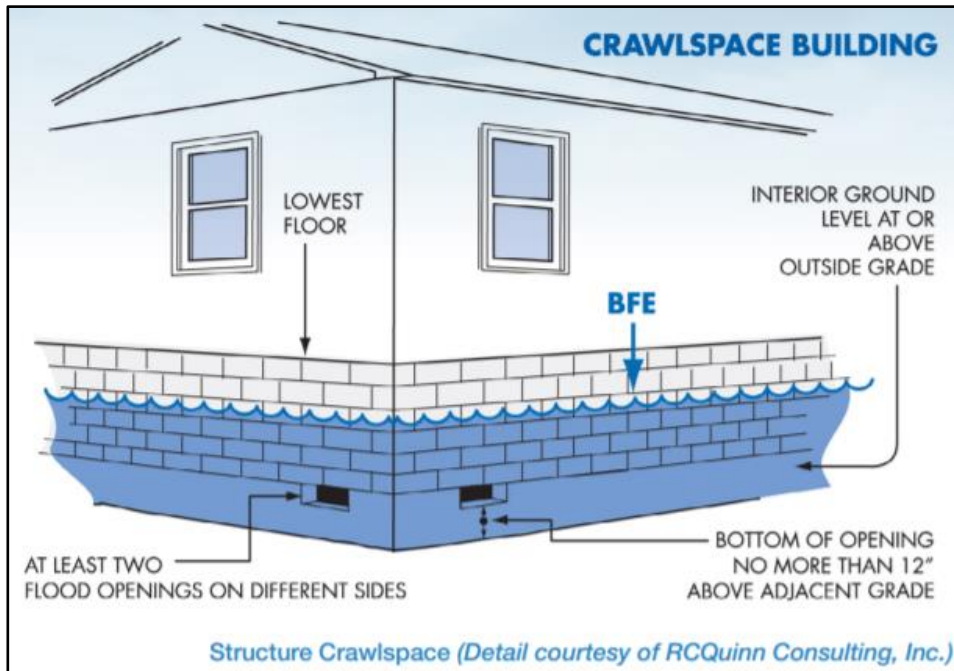 CRAWLSPACE BUILDING
LOWEST
FLOOR
INTERIOR GROUND
LEVEL AT OR
ABOVE
OUTSIDE GRADE
BFE
AT LEAST TWO
FLOOD OPENINGS ON DIFFERENT SIDES
BOTTOM OF OPENING
NO MORE THAN 12"
ABOVE ADJACENT GRADE
Structure Crawlspace (Detail courtesy of RCQuinn Consulting, Inc.)